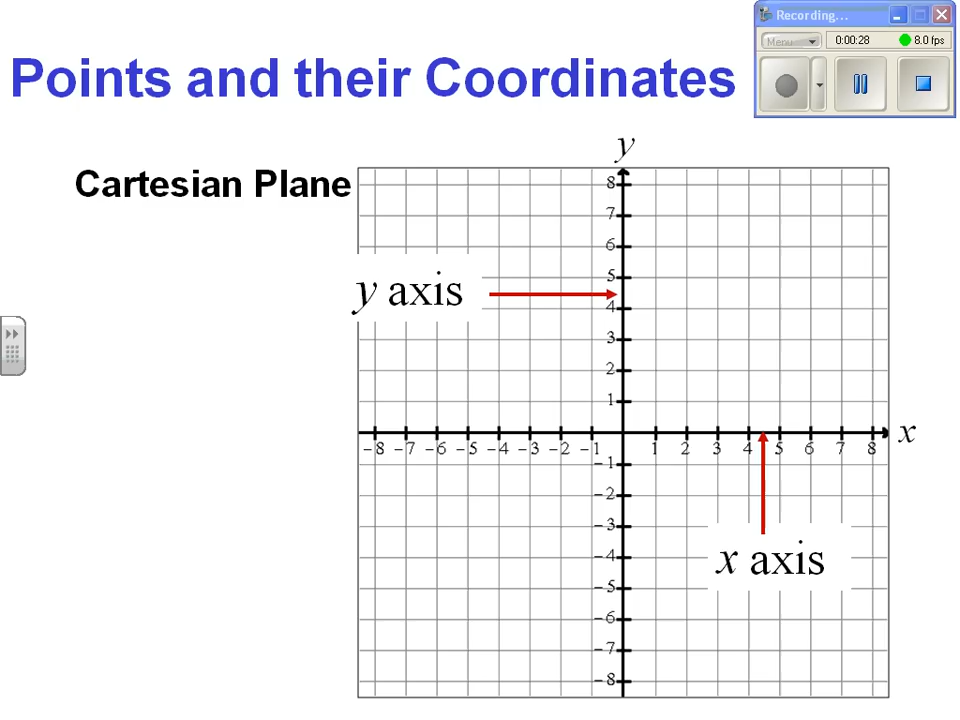 Recording...
Menu 0:00:28 8.0 fps
Points and their Coordinates
y
Cartesian Plane
8
7
6
5
y axis
4
3
2
1
x
-8 -7 -6 -5 -4 -3 -2 -1 1 2 3 4 5 6 7 8
-1
-2
-3
-4
x axis
-5
-6
-7
-8